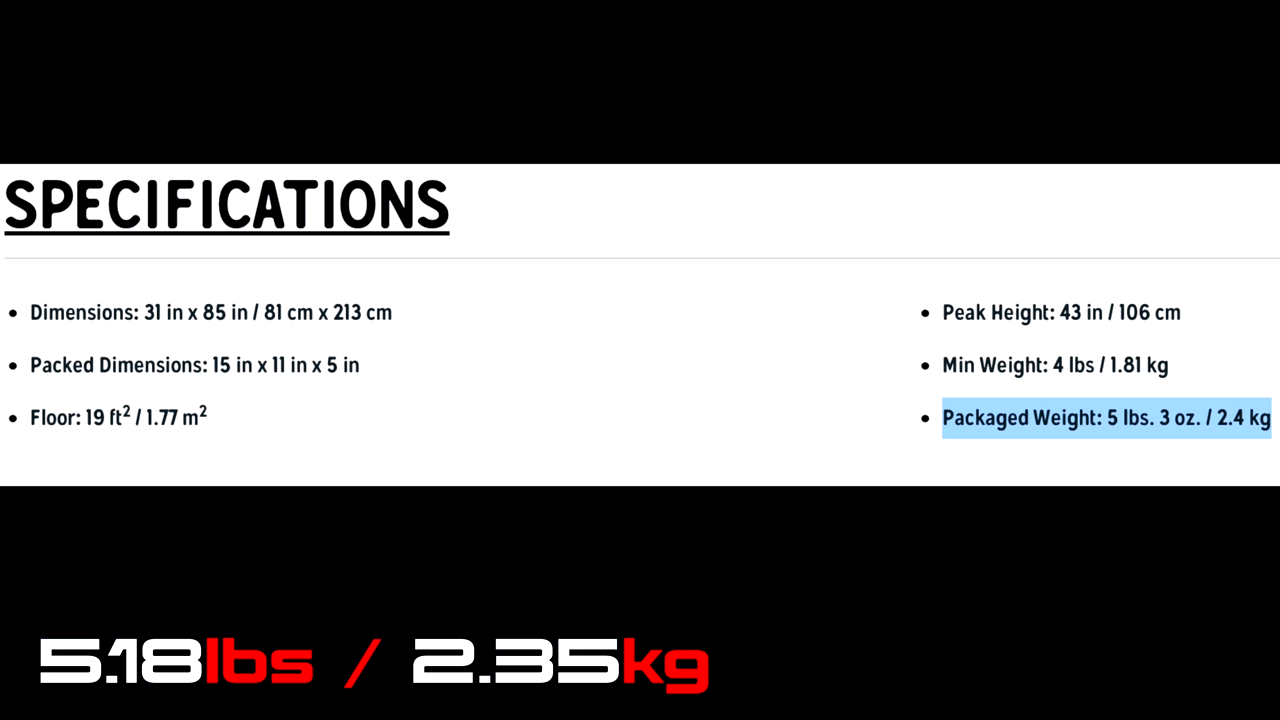 SPECIFICATIONS
• Dimensions: 31 in x 85 in / 81 cm x 213 cm
• Packed Dimensions: 15 in x 11 in x 5 in
• Floor: 19 ft² / 1.77 m²
• Peak Height: 43 in / 106 cm
• Min Weight: 4 lbs / 1.81 kg
• Packaged Weight: 5 lbs. 3 oz. / 2.4 kg
5.18lbs / 2.35kg